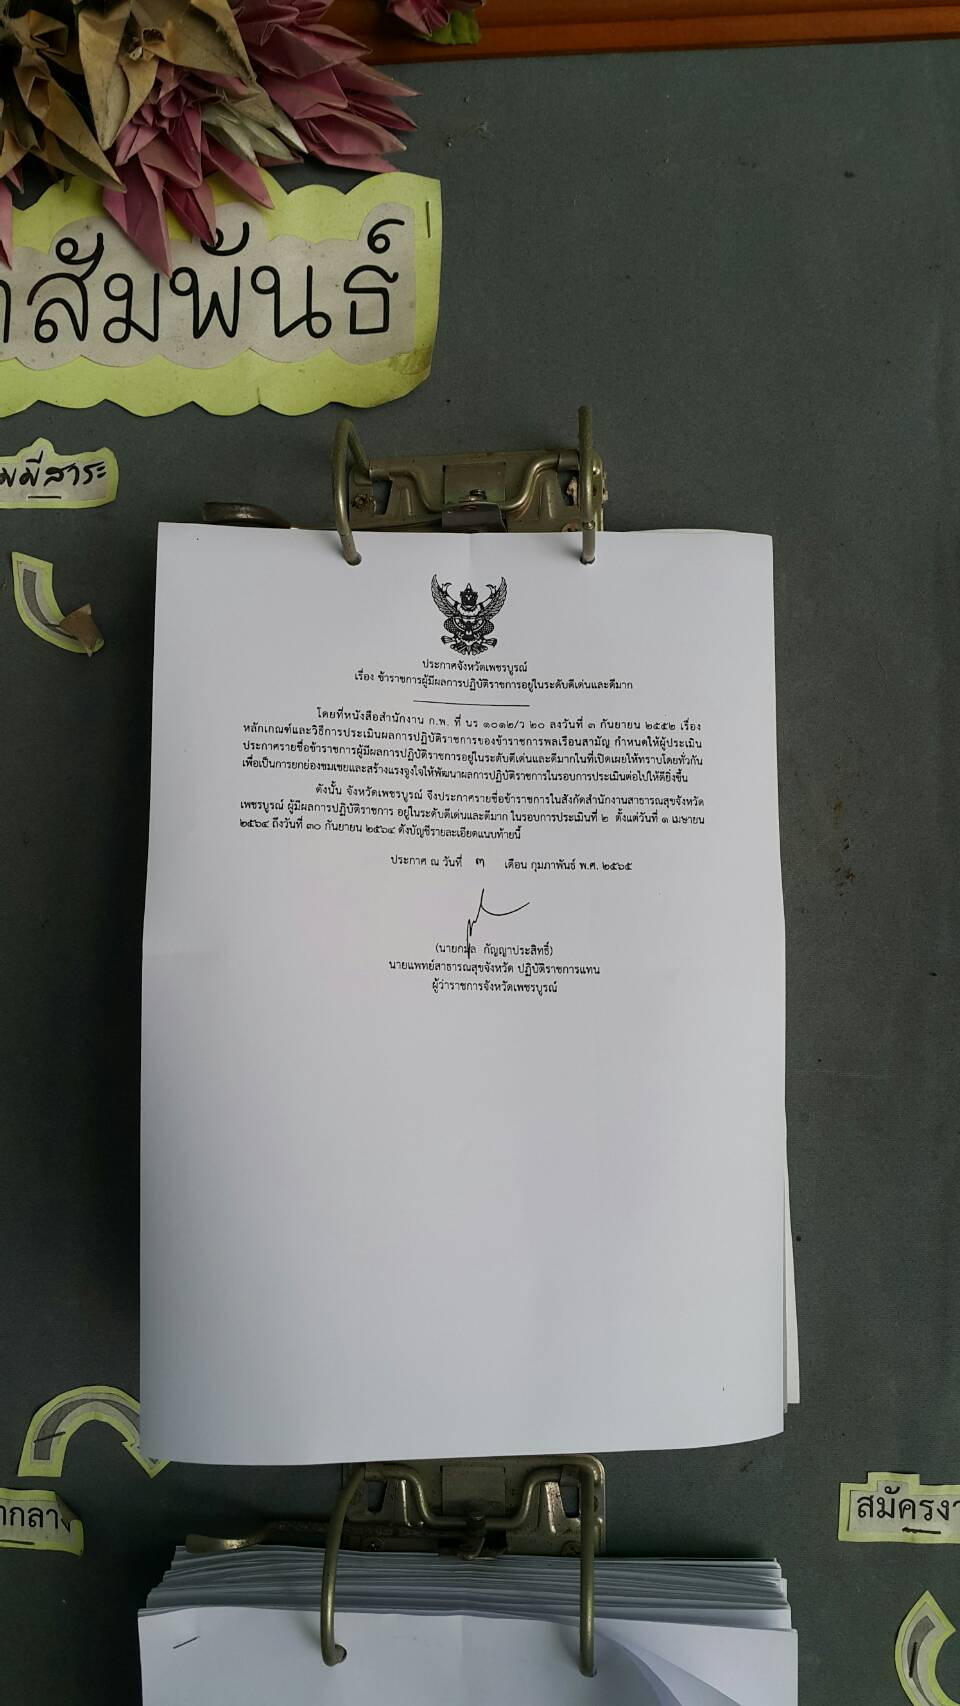 สัมพันธ์
มีสาระ
ประกาศจังหวัดเพชรบูรณ์
เรื่อง ข้าราชการผู้มีผลการปฏิบัติราชการอยู่ในระดับดีเด่นและดีมาก
โดยที่หนังสือสำนักงาน ก.พ. ที่ นร ๑๐๑๒/ว ๒๐ ลงวันที่ ๓ กันยายน ๒๕๕๒ เรื่อง
หลักเกณฑ์และวิธีการประเมินผลการปฏิบัติราชการของข้าราชการพลเรือนสามัญ กำหนดให้ผู้ประเมิน
ประกาศรายชื่อข้าราชการผู้มีผลการปฏิบัติราชการอยู่ในระดับดีเด่นและดีมากในที่เปิดเผยให้ทราบโดยทั่วกัน
เพื่อเป็นการยกย่องชมเชยและสร้างแรงจูงใจให้พัฒนาผลการปฏิบัติราชการในรอบการประเมินต่อไปให้ดียิ่งขึ้น
ดังนั้น จังหวัดเพชรบูรณ์ จึงประกาศรายชื่อข้าราชการในสังกัดสำนักงานสาธารณสุขจังหวัด
เพชรบูรณ์ ผู้มีผลการปฏิบัติราชการ อยู่ในระดับดีเด่นและดีมาก ในรอบการประเมินที่ ๒ ตั้งแต่วันที่ ๑ เมษายน
๒๕๖๔ ถึงวันที่ ๓๐ กันยายน ๒๕๖๔ ดังบัญชีรายละเอียดแนบท้ายนี้
ประกาศ ณ วันที่ ๓ เดือน กุมภาพันธ์ พ.ศ. ๒๕๖๕
(นายกมล กัญญาประสิทธิ์)
นายแพทย์สาธารณสุขจังหวัด ปฏิบัติราชการแทน
ผู้ว่าราชการจังหวัดเพชรบูรณ์
กลาง
สมัครง